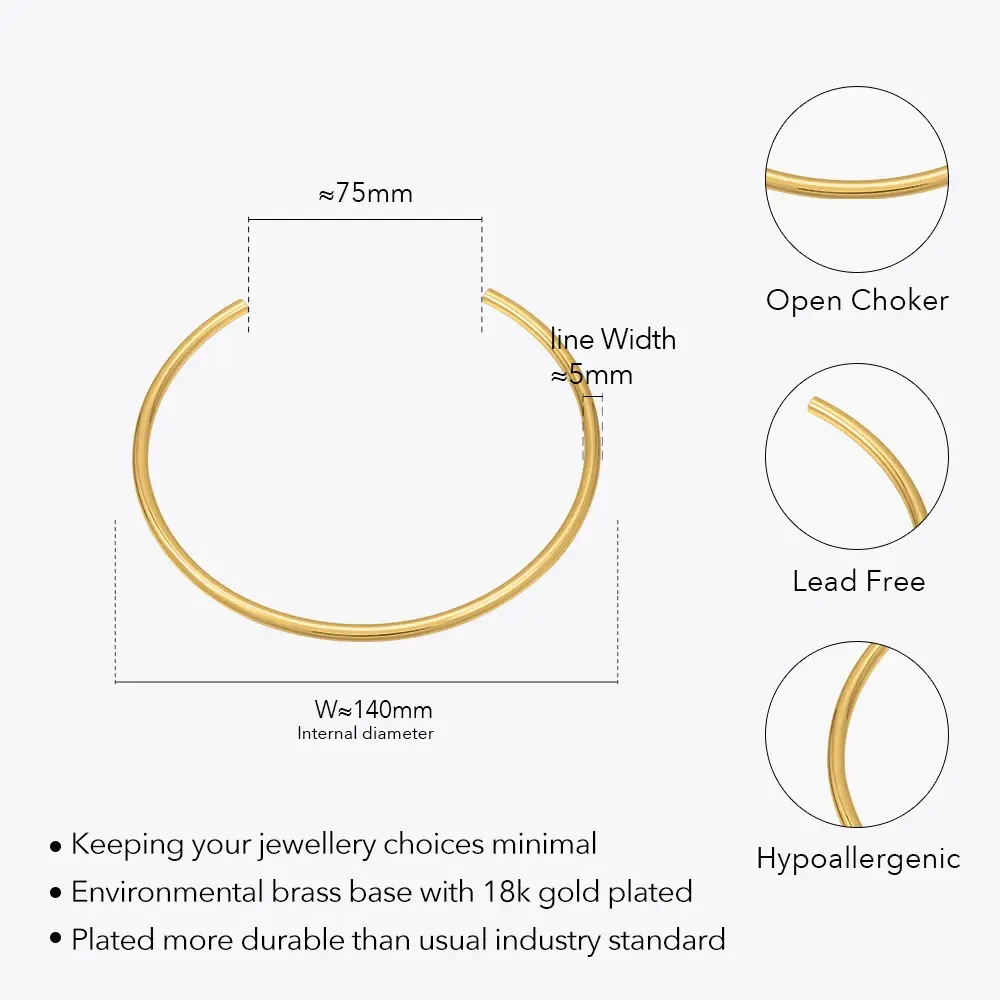 ≈75mm
line Width
≈5mm
W≈140mm
Internal diameter
Open Choker
Lead Free
Hypoallergenic
• Keeping your jewellery choices minimal
• Environmental brass base with 18k gold plated
• Plated more durable than usual industry standard